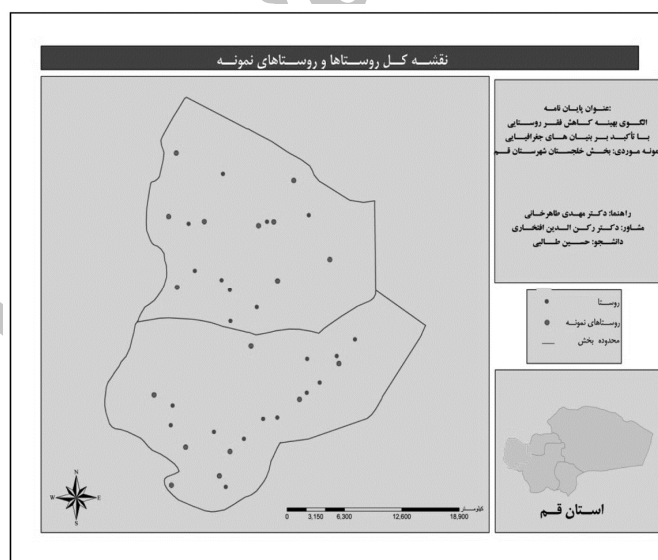 نقشه کل روستاها و روستاهای نمونه
عنوان پایان نامه:
الگوی بهینه کاهش فقر روستایی
با تأکید بر بنیان های جغرافیایی
مونه موردی: بخش خلجستان شهرستان قم
راهنما: دکتر مهدی طاهرخانی
مشاور: دکتر رکن الدین افتخاری
دانشجو: حسین طالبی
روستا
روستاهای نمونه
محدوده بخش
استان قم
N
W E
S
کیلومتر
0 3,150 6,300 12,600 18,900